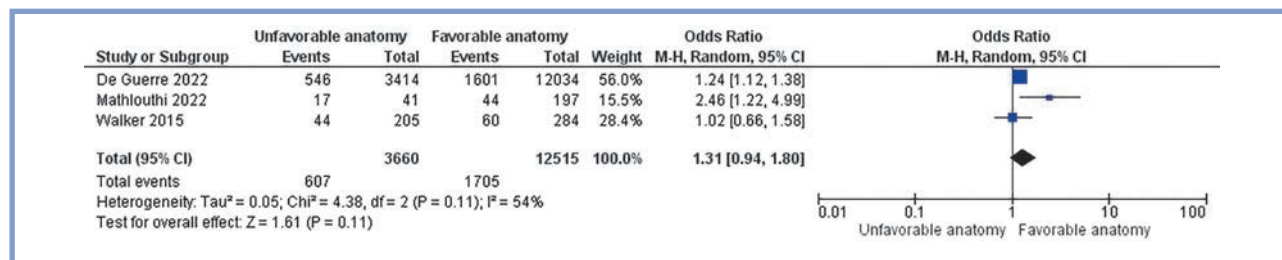 Unfavorable anatomy Favorable anatomy Odds Ratio Odds Ratio
Study or Subgroup Events Total Events Total Weight M-H, Random, 95% CI M-H, Random, 95% CI
De Guerre 2022 546 3414 1601 12034 56.0% 1.24 [1.12, 1.38]
Mathlouthi 2022 17 41 44 197 15.5% 2.46 [1.22, 4.99]
Walker 2015 44 205 60 284 28.4% 1.02 [0.66, 1.58]
Total (95% CI) 3660 12515 100.0% 1.31 [0.94, 1.80]
Total events 607 1705
Heterogeneity: Tau² = 0.05; Chi² = 4.38, df = 2 (P = 0.11); I² = 54%
Test for overall effect: Z = 1.61 (P = 0.11)
0.01 0.1 1 10 100
Unfavorable anatomy Favorable anatomy